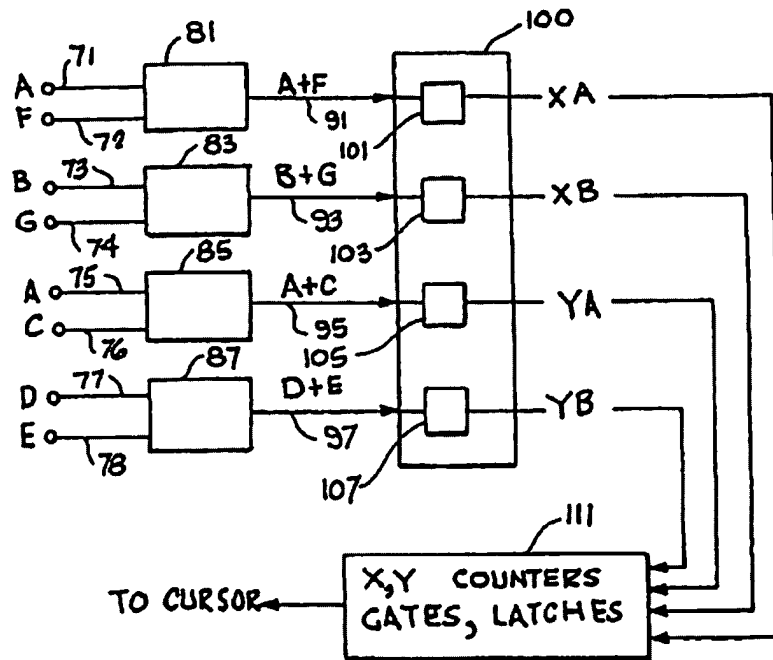 81
100
71
A
F
72
A+F
91
101
XA
83
73
B
G
74
B+G
93
103
XB
85
75
A
C
76
A+C
95
105
YA
87
77
D
E
78
D+E
97
107
YB
111
X,Y COUNTERS
GATES, LATCHES
TO CURSOR